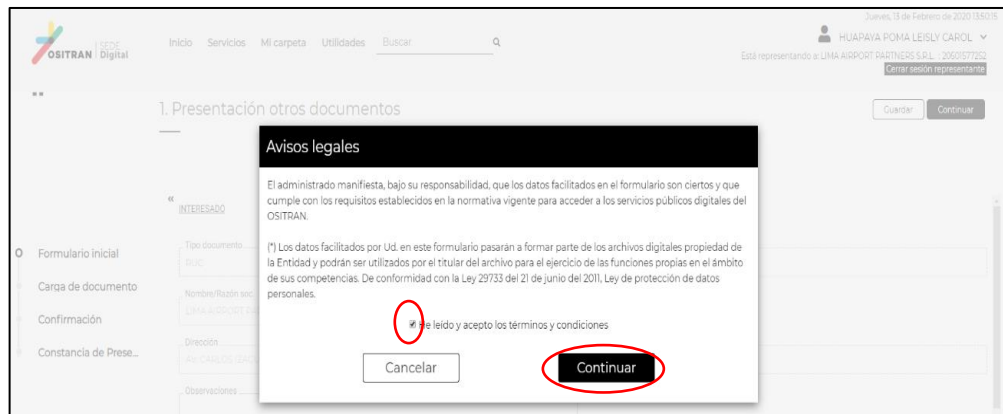 Jueves, 13 de Febrero de 2020 13:50:15
OSITRAN SEDE Digital
Inicio Servicios Mi carpeta Utilidades Buscar
HUAPAYA POMA LEISLY CAROL
Está representando a: LIMA AIRPORT PARTNERS S.R.L. : 20501577252
Cerrar sesión representante
1. Presentación otros documentos
Guardar Continuar
Avisos legales
El administrado manifiesta, bajo su responsabilidad, que los datos facilitados en el formulario son ciertos y que
cumple con los requisitos establecidos en la normativa vigente para acceder a los servicios públicos digitales del
OSITRAN.
(*) Los datos facilitados por Ud. en este formulario pasarán a formar parte de los archivos digitales propiedad de
la Entidad y podrán ser utilizados por el titular del archivo para el ejercicio de las funciones propias en el ámbito
de sus competencias. De conformidad con la Ley 29733 del 21 de junio del 2011, Ley de protección de datos
personales.
He leído y acepto los términos y condiciones
Cancelar Continuar
«
INTERESADO
Formulario inicial
Carga de documento
Confirmación
Constancia de Prese...
Tipo documento
RUC
Nombre/Razón soc
LIMA AIRPORT
Dirección
Observaciones